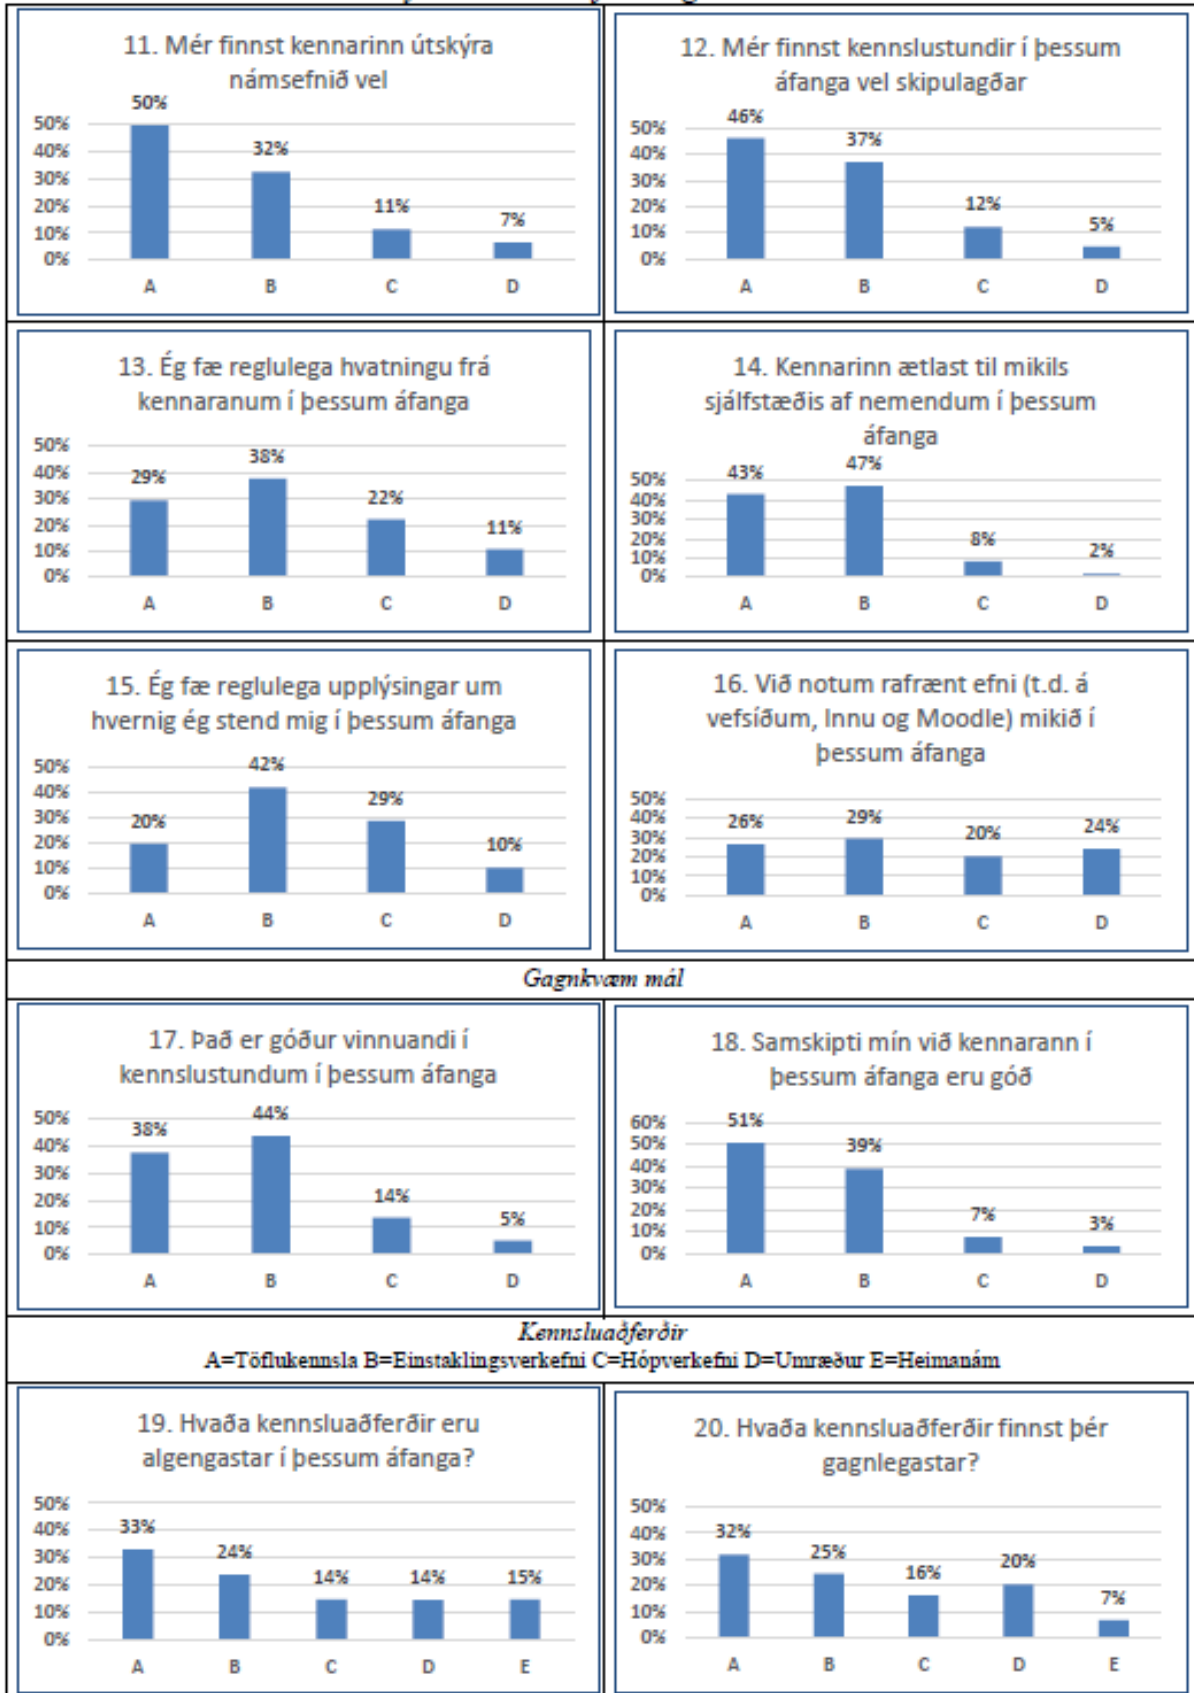 11. Mér finnst kennarinn útskýra
námsefnið vel
50%
50%
40%
30%
20%
10%
0%
32%
11%
7%
A B C D
12. Mér finnst kennslustundir í þessum
áfanga vel skipulagðar
50%
40%
30%
20%
10%
0%
46%
37%
12%
5%
A B C D
13. Ég fæ reglulega hvatningu frá
kennaranum í þessum áfanga
50%
40%
30%
20%
10%
0%
29%
38%
22%
11%
A B C D
14. Kennarinn ætlast til mikils
sjálfstæðis af nemendum í þessum
áfanga
50%
40%
30%
20%
10%
0%
43%
47%
8%
2%
A B C D
15. Ég fæ reglulega upplýsingar um
hvernig ég stend mig í þessum áfanga
50%
40%
30%
20%
10%
0%
20%
42%
29%
10%
A B C D
16. Við notum rafrænt efni (t.d. á
vefsíðum, Innu og Moodle) mikið í
þessum áfanga
50%
40%
30%
20%
10%
0%
26%
29%
20%
24%
A B C D
Gagnkvæm mál
17. Það er góður vinnuandi í
kennslustundum í þessum áfanga
50%
40%
30%
20%
10%
0%
38%
44%
14%
5%
A B C D
18. Samskipti mín við kennarann í
þessum áfanga eru góð
60%
50%
40%
30%
20%
10%
0%
51%
39%
7%
3%
A B C D
Kennsluaðferðir
A=Töflukennsla B=Einstaklingsverkefni C=Hópverkefni D=Umræður E=Heimanám
19. Hvaða kennsluaðferðir eru
algengastar í þessum áfanga?
50%
40%
30%
20%
10%
0%
33%
24%
14%
14%
15%
A B C D E
20. Hvaða kennsluaðferðir finnst þér
gagnlegastar?
50%
40%
30%
20%
10%
0%
32%
25%
16%
20%
7%
A B C D E